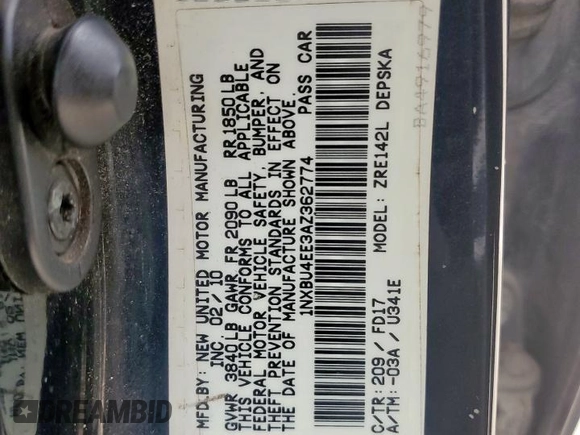 MFD.BY: NEW UNITED MOTOR MANUFACTURING
INC. 02/10
GVWR 3840LB GAWR FR 2090LB RR1850LB
THIS VEHICLE CONFORMS TO ALL APPLICABLE
FEDERAL MOTOR VEHICLE SAFETY, BUMPER, AND
THEFT PREVENTION STANDARDS IN EFFECT ON
THE DATE OF MANUFACTURE SHOWN ABOVE.
1NXBU4EE3AZ362774 PASS CAR
C/TR: 209 / FD17 MODEL: ZRE142L DEPSKA
A/TM: -03A / U341E
BA4916979
DREAMBID